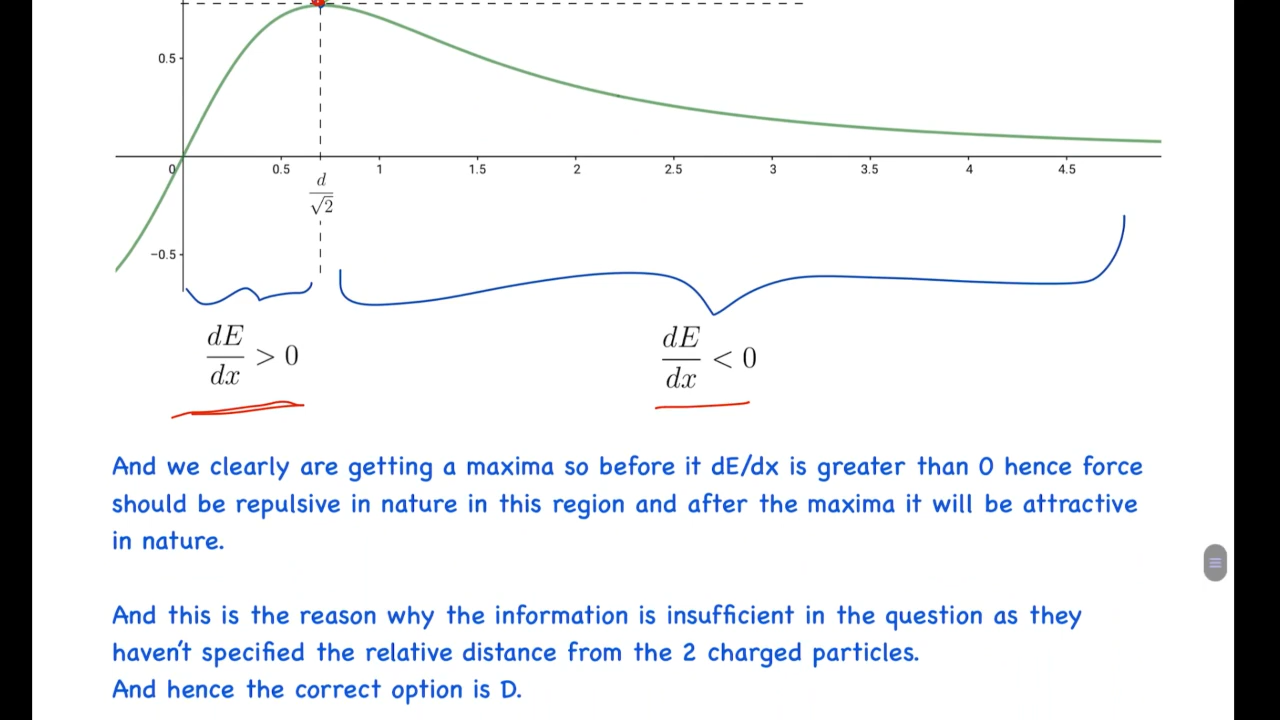 0.5
0 0.5 1 1.5 2 2.5 3 3.5 4 4.5
d/√2
−0.5
dE/dx > 0 dE/dx < 0
And we clearly are getting a maxima so before it dE/dx is greater than 0 hence force
should be repulsive in nature in this region and after the maxima it will be attractive
in nature.
And this is the reason why the information is insufficient in the question as they
haven't specified the relative distance from the 2 charged particles.
And hence the correct option is D.